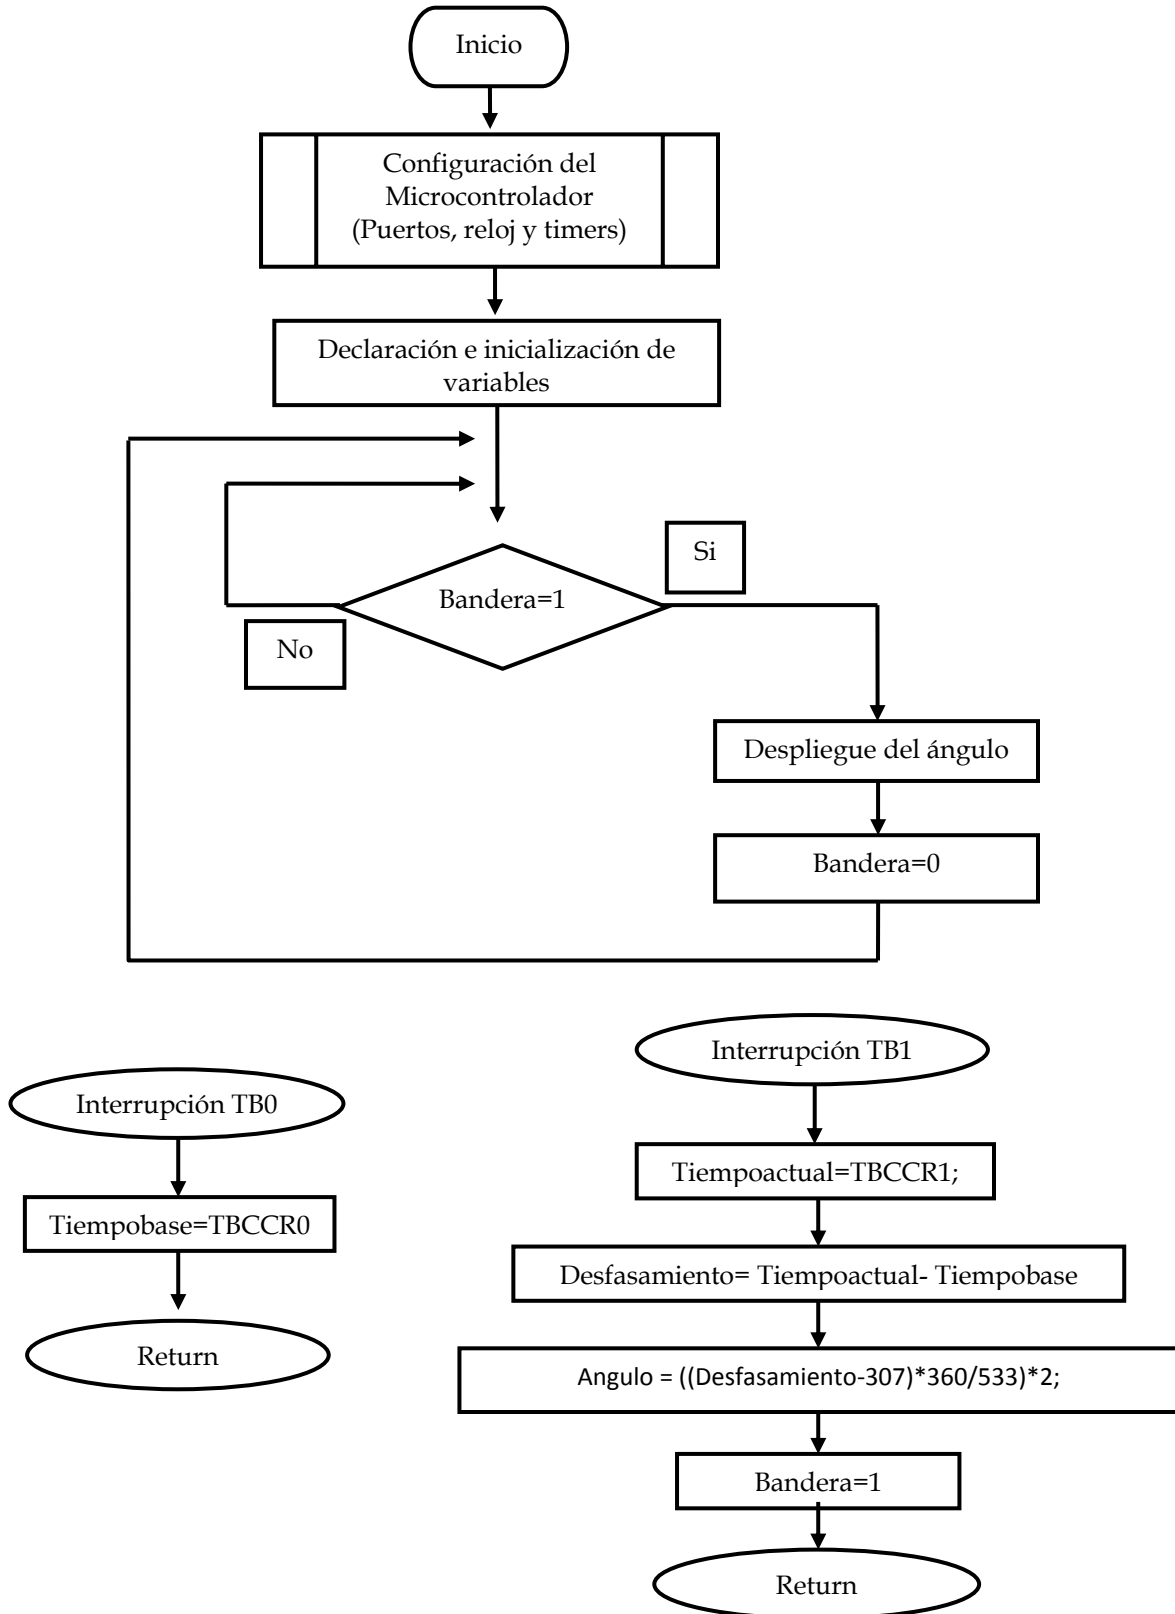 Inicio
Configuración del
Microcontrolador
(Puertos, reloj y timers)
Declaración e inicialización de
variables
Si
Bandera=1
No
Despliegue del ángulo
Bandera=0
Interrupción TB0
Tiempobase=TBCCR0
Return
Interrupción TB1
Tiempoactual=TBCCR1;
Desfasamiento= Tiempoactual- Tiempobase
Angulo = ((Desfasamiento-307)*360/533)*2;
Bandera=1
Return